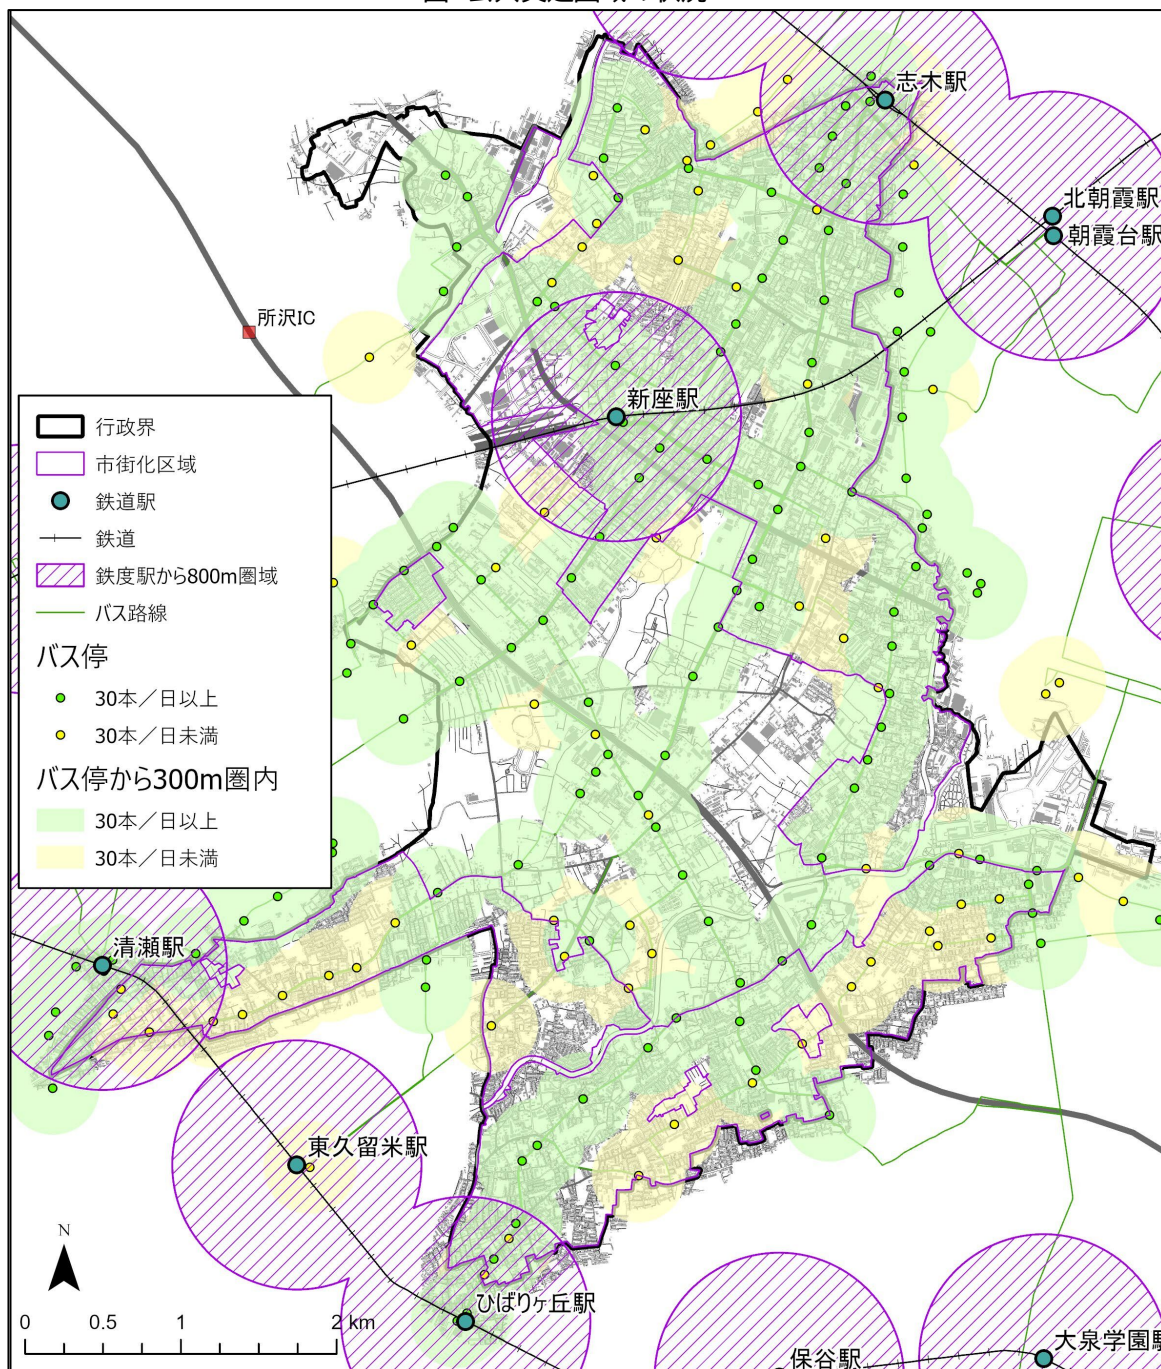 志木駅
北朝霞駅
朝霞台駅
所沢IC
新座駅
行政界
市街化区域
鉄道駅
鉄道
鉄度駅から800m圏域
バス路線
バス停
30本／日以上
30本／日未満
バス停から300m圏内
30本／日以上
30本／日未満
清瀬駅
東久留米駅
ひばりヶ丘駅
保谷駅
大泉学園駅
N
0 0.5 1 2 km